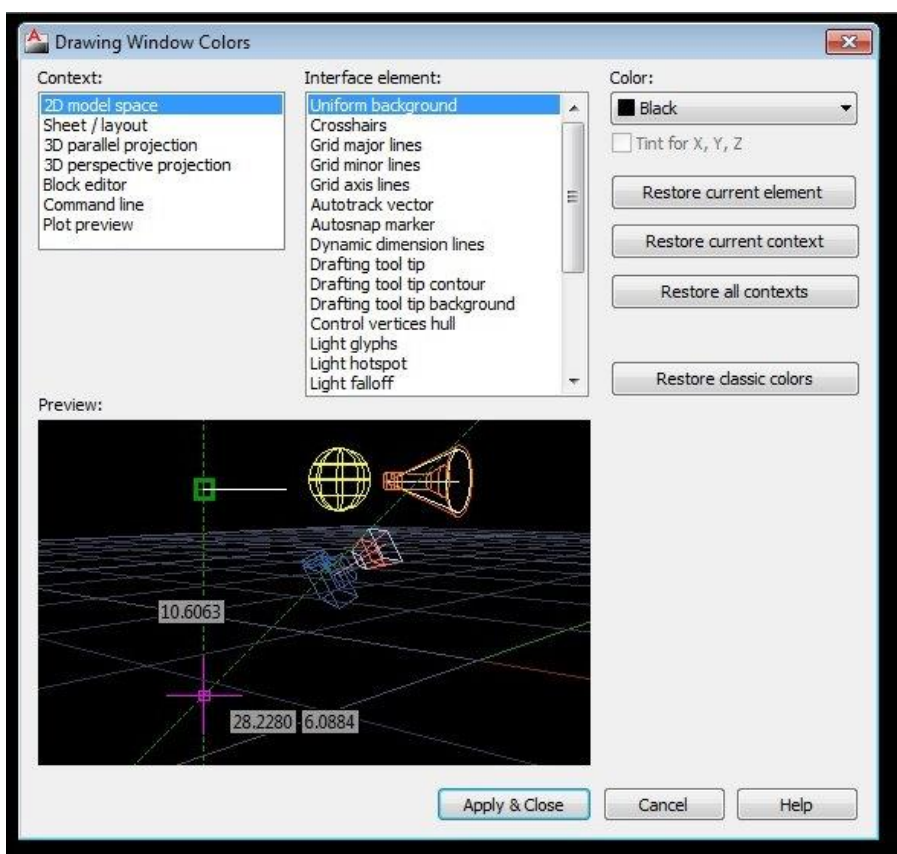 Drawing Window Colors
Context:
2D model space
Sheet / layout
3D parallel projection
3D perspective projection
Block editor
Command line
Plot preview
Interface element:
Uniform background
Crosshairs
Grid major lines
Grid minor lines
Grid axis lines
Autotrack vector
Autosnap marker
Dynamic dimension lines
Drafting tool tip
Drafting tool tip contour
Drafting tool tip background
Control vertices hull
Light glyphs
Light hotspot
Light falloff
Color:
Black
Tint for X, Y, Z
Restore current element
Restore current context
Restore all contexts
Restore classic colors
Preview:
10.6063
28.2280 6.0884
Apply & Close Cancel Help